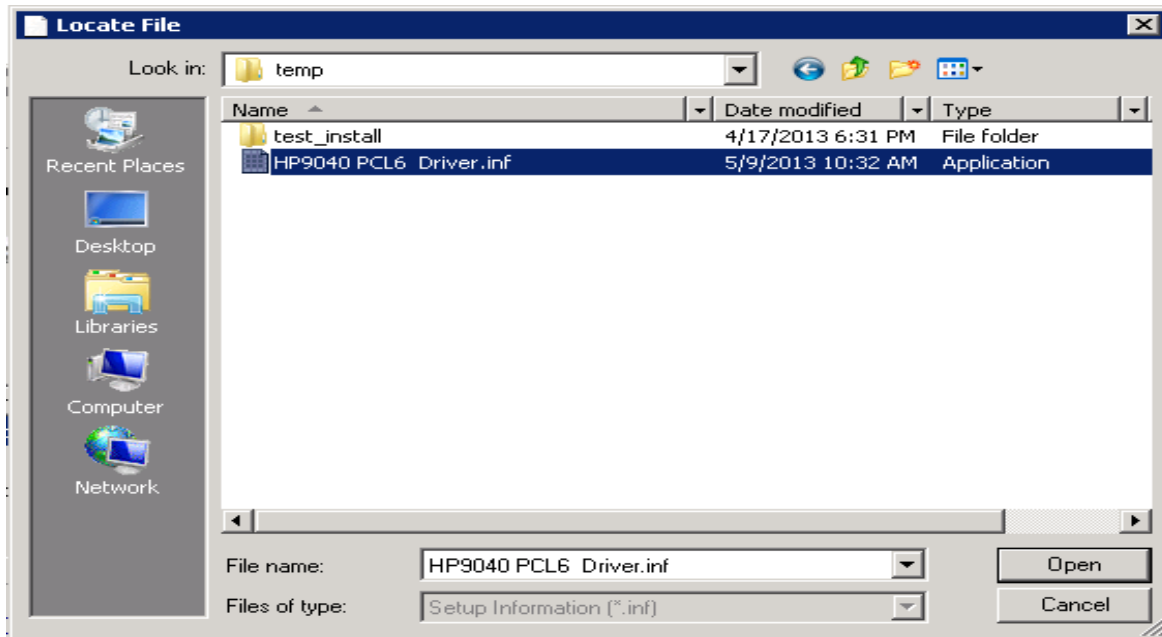 Locate File
Look in: temp
Name Date modified Type
test_install 4/17/2013 6:31 PM File folder
HP9040 PCL6  Driver.inf 5/9/2013 10:32 AM Application
Recent Places
Desktop
Libraries
Computer
Network
File name: HP9040 PCL6  Driver.inf Open
Files of type: Setup Information (*.inf) Cancel